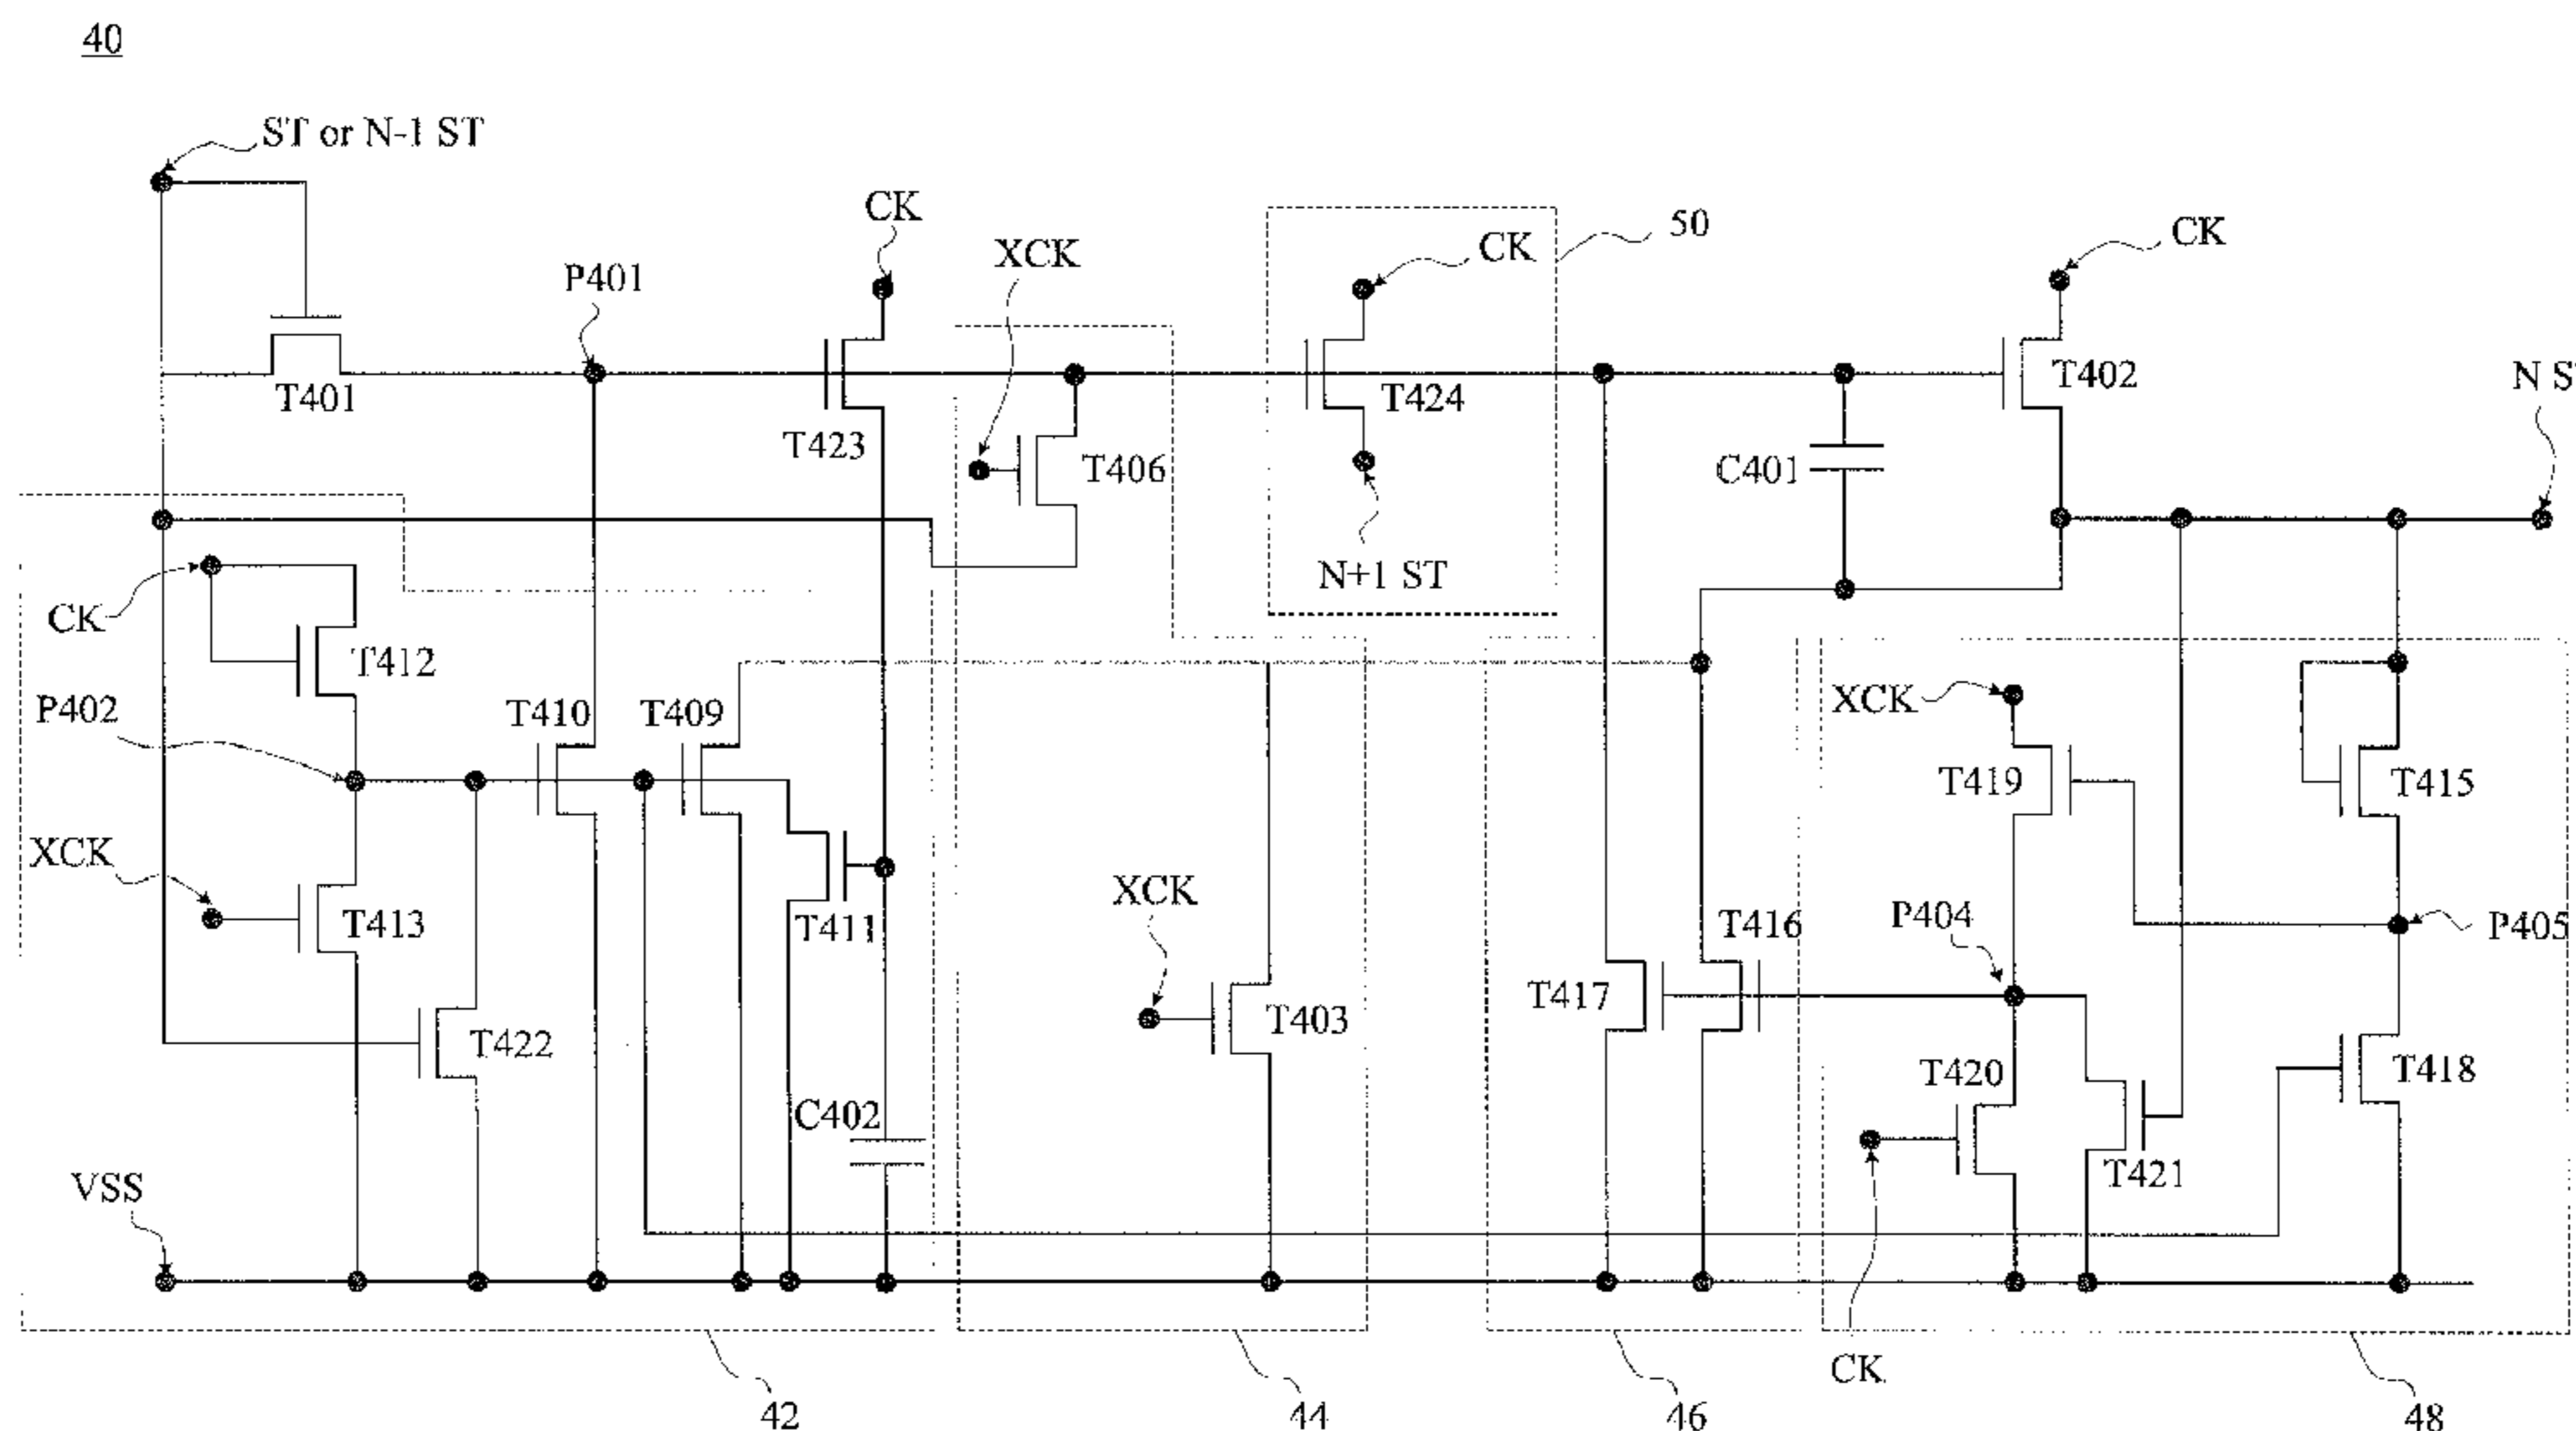 40
ST or N-1 ST
CK
50
CK
CK
XCK
P401
T401
T423
T406
T424
T402
N S
C401
N+1 ST
CK
T412
P402
T410
T409
XCK
T419
T415
XCK
T413
T411
XCK
T416
P404
P405
T417
T403
T422
T420
T418
C402
T421
VSS
CK
42
44
46
48